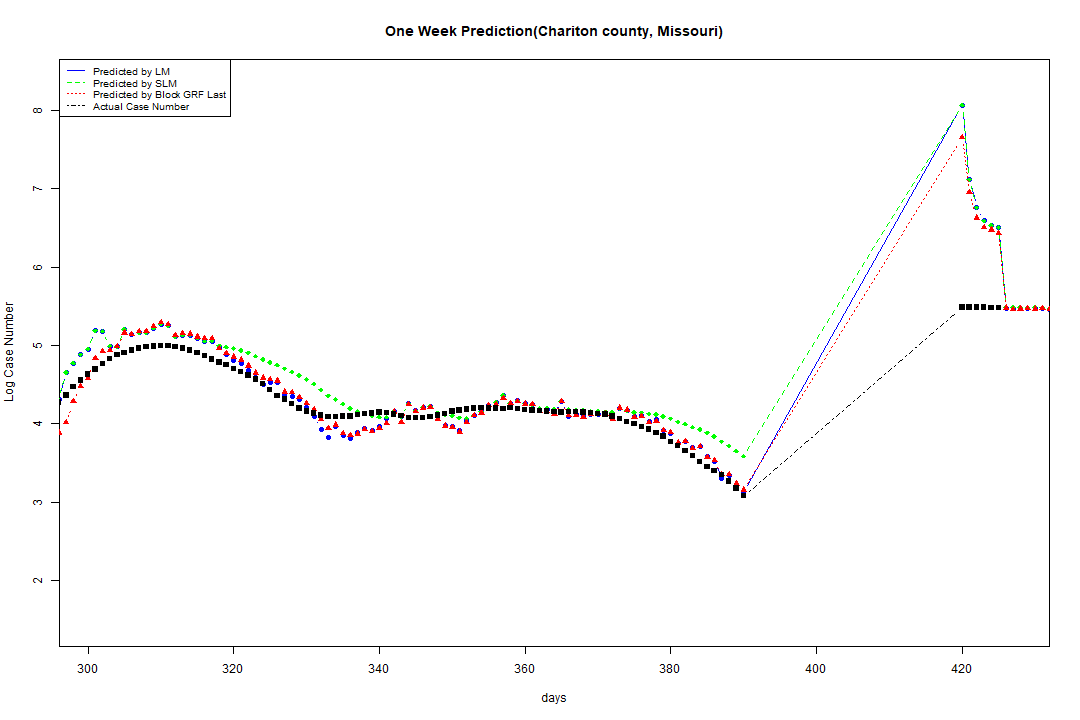 One Week Prediction(Chariton county, Missouri)
Predicted by LM
Predicted by SLM
Predicted by Block GRF Last
Actual Case Number
8
7
6
5
4
3
2
Log Case Number
300 320 340 360 380 400 420
days